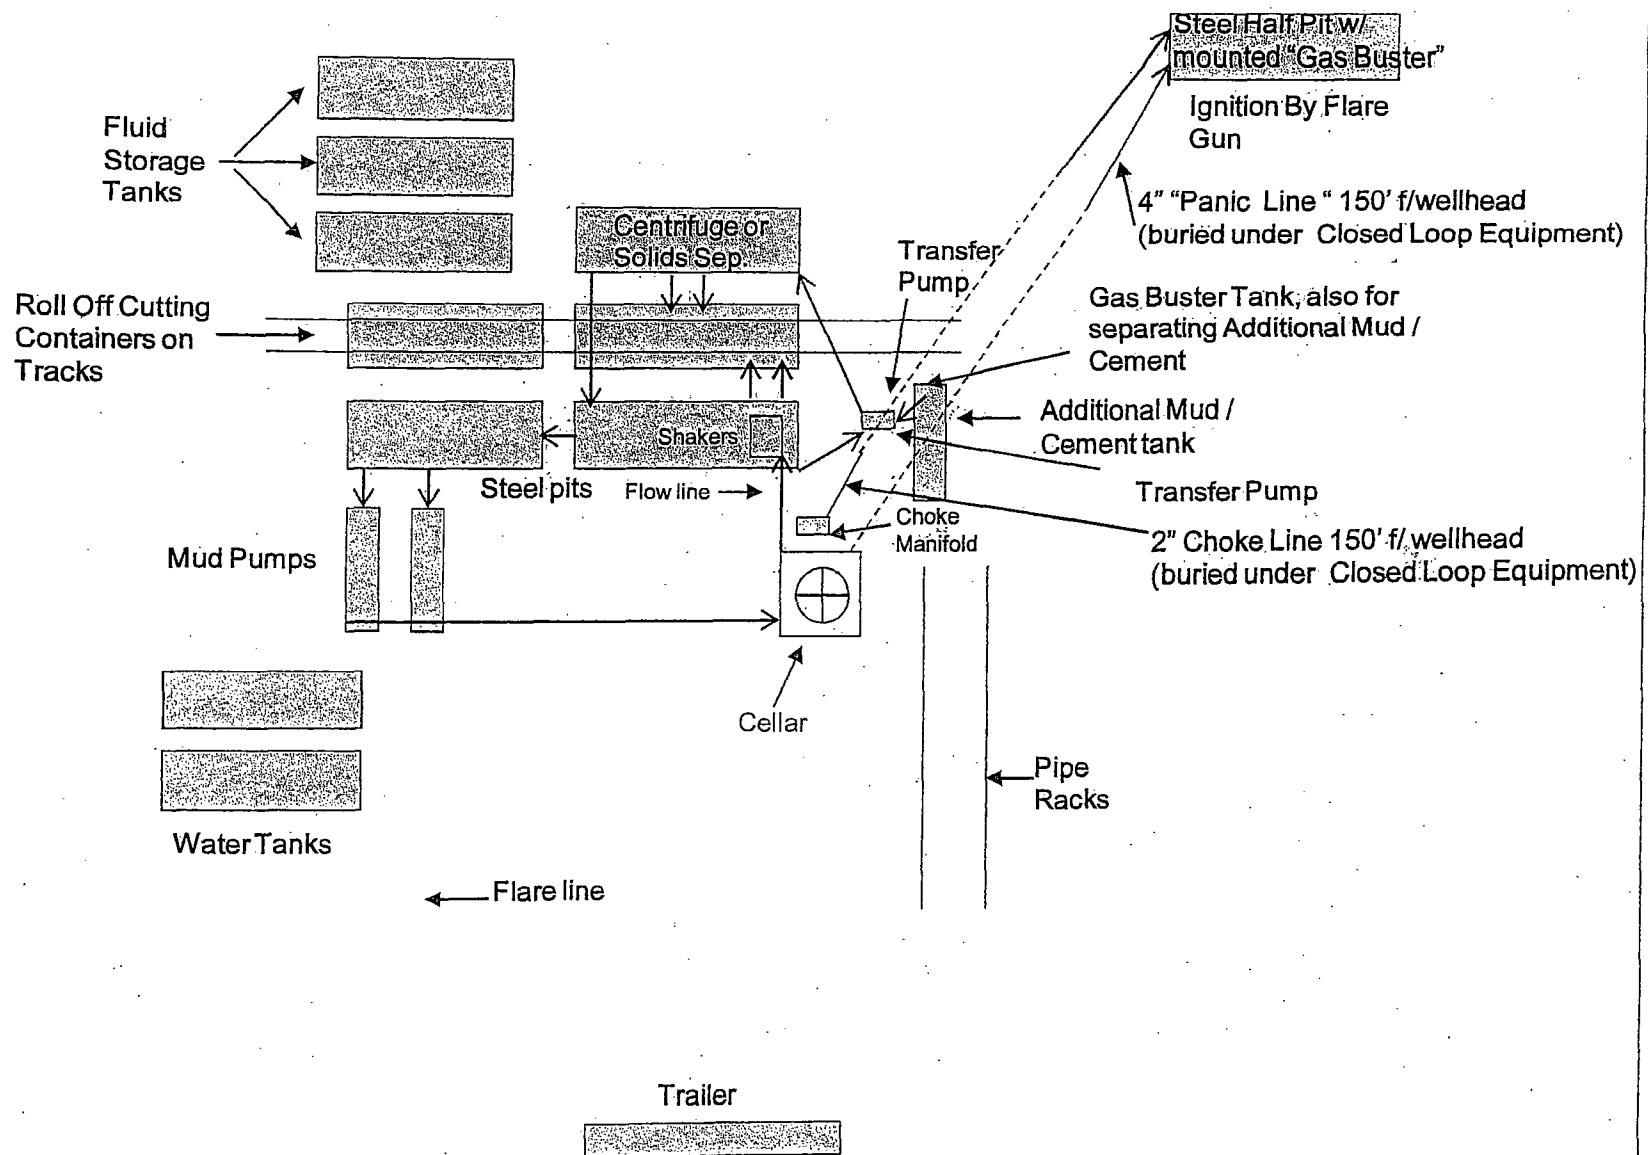 Steel Half Pit w/
mounted "Gas Buster"
Ignition By Flare
Gun
Fluid
Storage
Tanks
4" "Panic Line " 150' f/wellhead
(buried under Closed Loop Equipment)
Centrifuge or
Solids Sep.
Transfer
Pump
Roll Off Cutting
Containers on
Tracks
Gas Buster Tank, also for
separating Additional Mud /
Cement
Additional Mud /
Cement tank
Shakers
Steel pits
Flow line
Transfer Pump
Choke
Manifold
2" Choke Line 150' f/ wellhead
(buried under Closed Loop Equipment)
Mud Pumps
Cellar
Pipe
Racks
Water Tanks
Flare line
Trailer